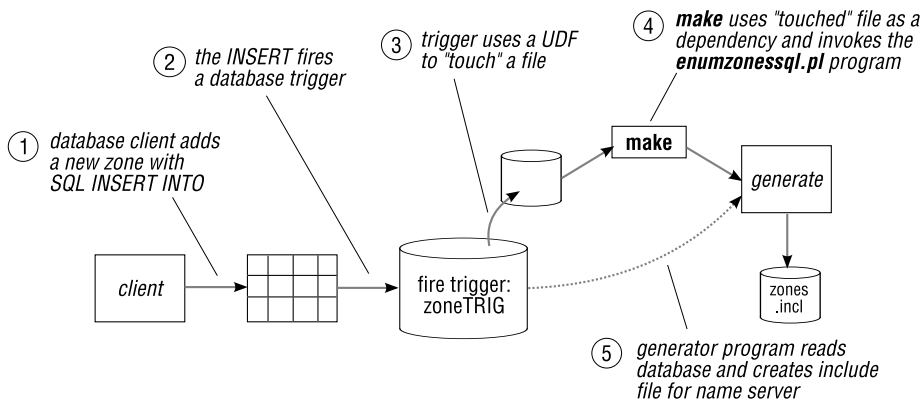 1 database client adds
a new zone with
SQL INSERT INTO
2 the INSERT fires
a database trigger
3 trigger uses a UDF
to "touch" a file
4 make uses "touched" file as a
dependency and invokes the
enumzonessql.pl program
client
fire trigger:
zoneTRIG
make
generate
zones
.incl
5 generator program reads
database and creates include
file for name server